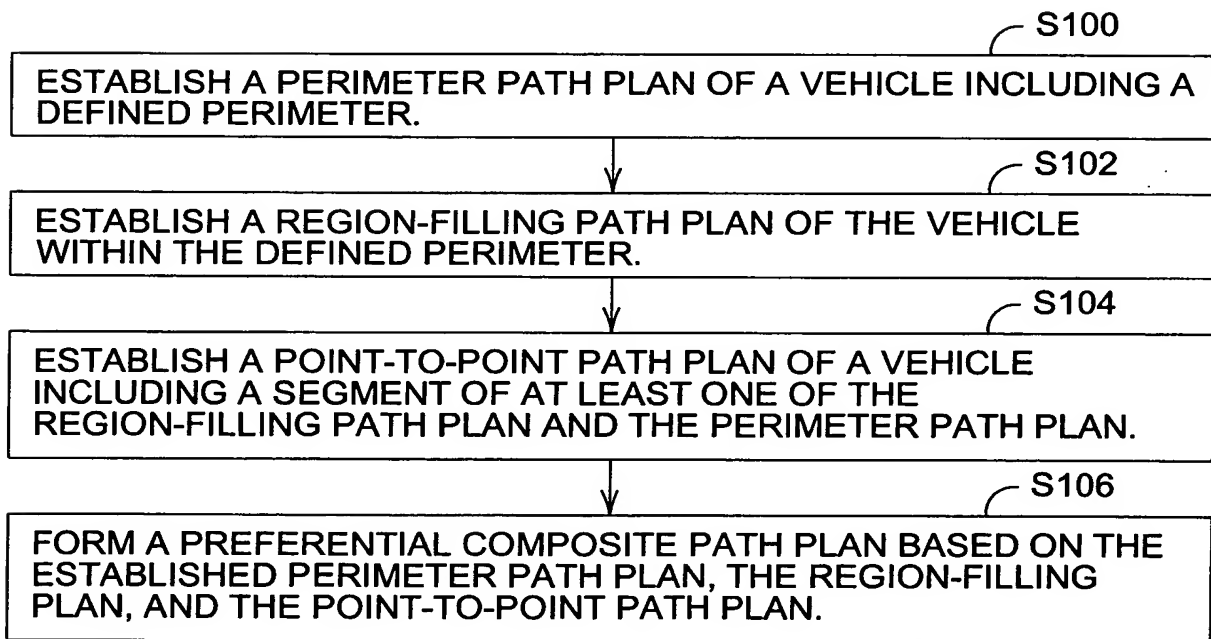 S100
ESTABLISH A PERIMETER PATH PLAN OF A VEHICLE INCLUDING A
DEFINED PERIMETER.
S102
ESTABLISH A REGION-FILLING PATH PLAN OF THE VEHICLE
WITHIN THE DEFINED PERIMETER.
S104
ESTABLISH A POINT-TO-POINT PATH PLAN OF A VEHICLE
INCLUDING A SEGMENT OF AT LEAST ONE OF THE
REGION-FILLING PATH PLAN AND THE PERIMETER PATH PLAN.
S106
FORM A PREFERENTIAL COMPOSITE PATH PLAN BASED ON THE
ESTABLISHED PERIMETER PATH PLAN, THE REGION-FILLING
PLAN, AND THE POINT-TO-POINT PATH PLAN.